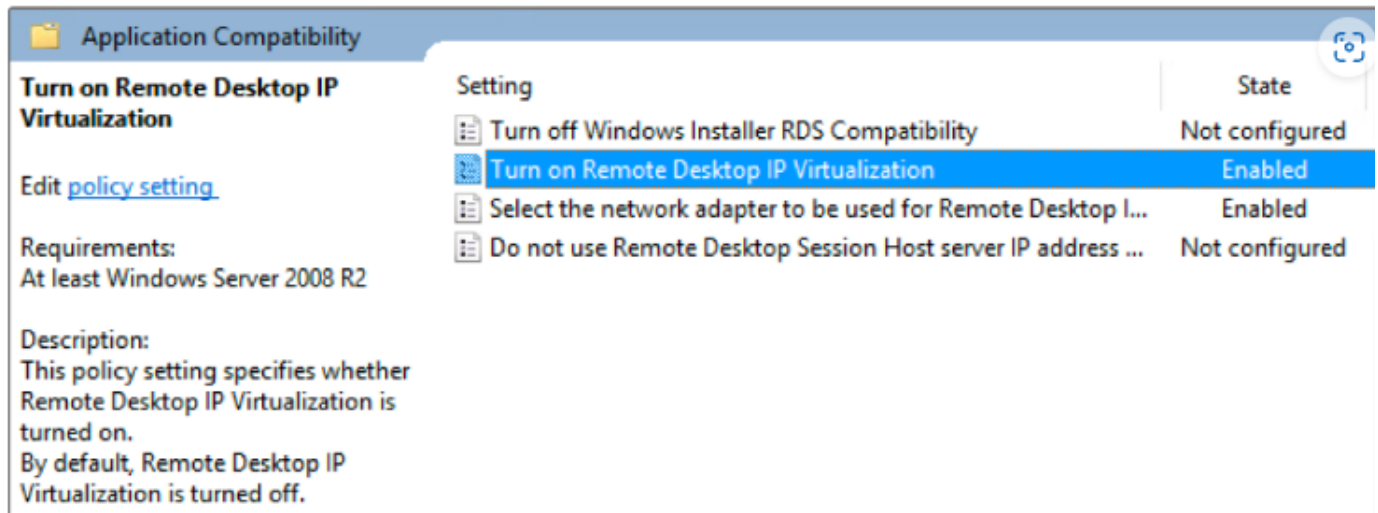 Application Compatibility
Turn on Remote Desktop IP
Virtualization
Edit policy setting
Requirements:
At least Windows Server 2008 R2
Description:
This policy setting specifies whether
Remote Desktop IP Virtualization is
turned on.
By default, Remote Desktop IP
Virtualization is turned off.
Setting State
Turn off Windows Installer RDS Compatibility Not configured
Turn on Remote Desktop IP Virtualization Enabled
Select the network adapter to be used for Remote Desktop I... Enabled
Do not use Remote Desktop Session Host server IP address ... Not configured